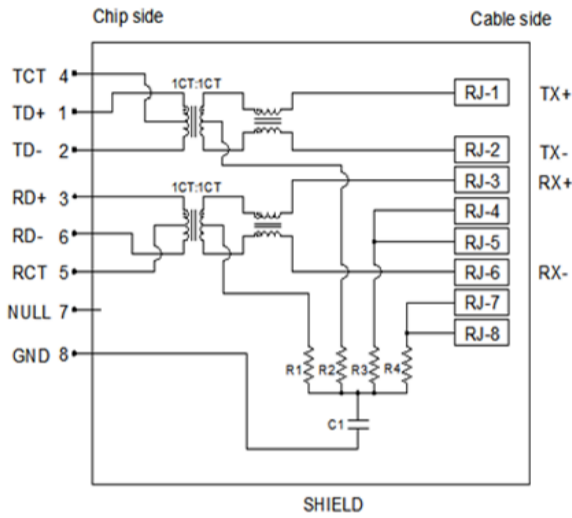 Chip side
Cable side
TCT 4
1CT:1CT
RJ-1 TX+
TD+ 1
TD- 2
RJ-2 TX-
1CT:1CT
RJ-3 RX+
RD+ 3
RJ-4
RD- 6
RJ-5
RCT 5
RJ-6 RX-
NULL 7
RJ-7
RJ-8
GND 8
R1 R2 R3 R4
C1
SHIELD